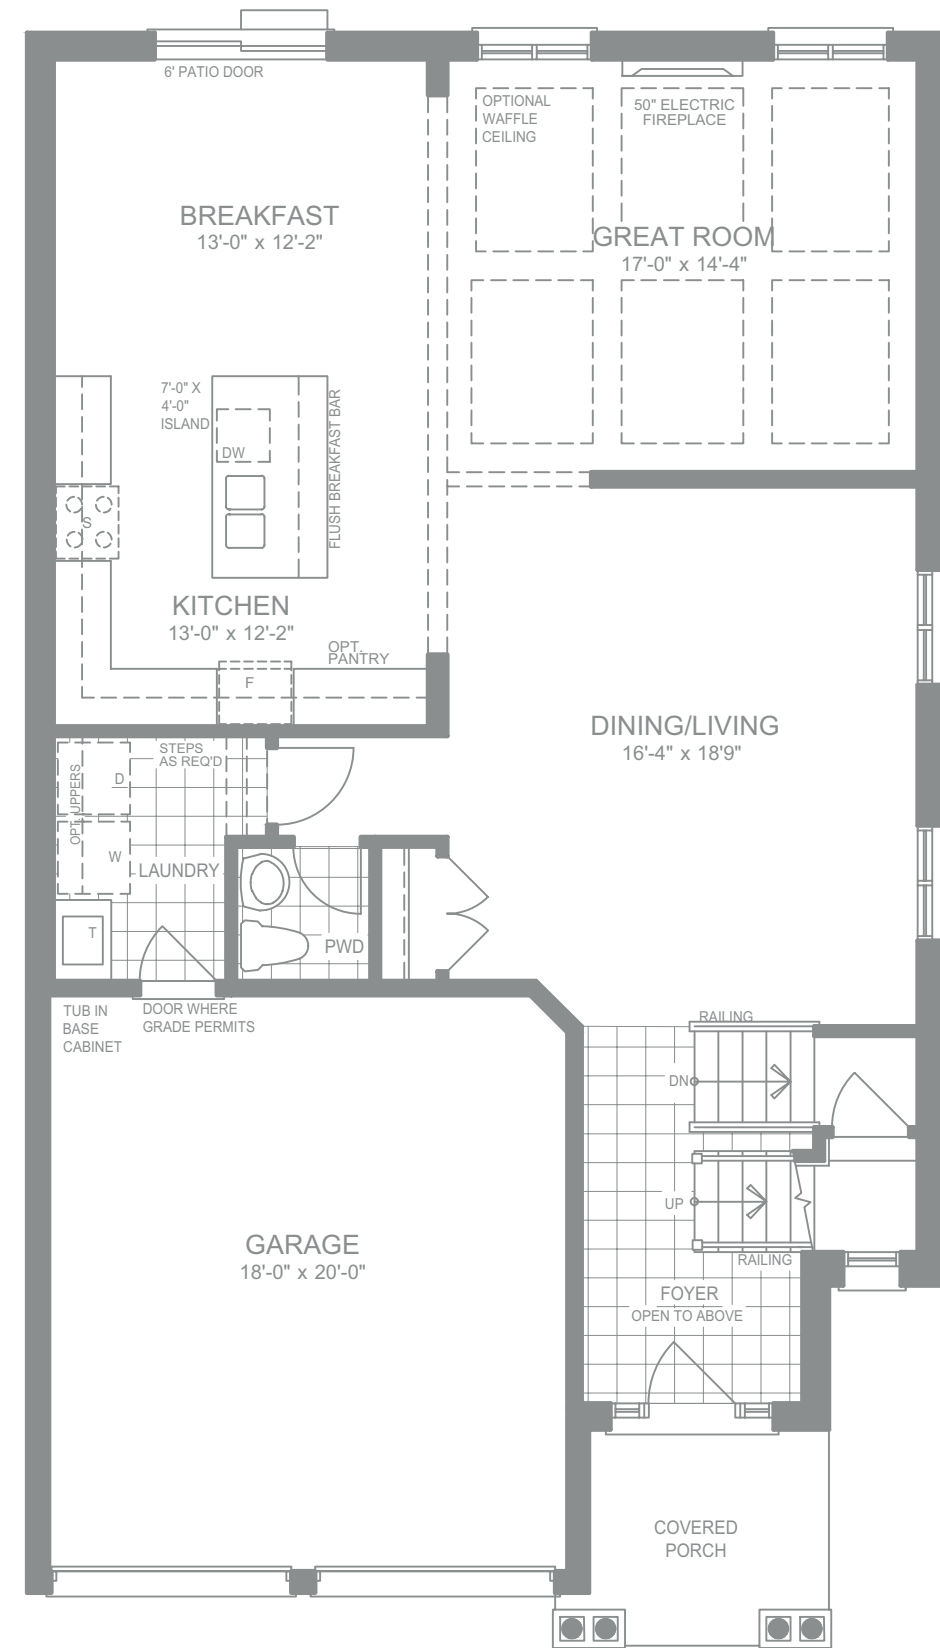 6' PATIO DOOR
OPTIONAL
WAFFLE
CEILING
50" ELECTRIC
FIREPLACE
BREAKFAST
13'-0" x 12'-2"
GREAT ROOM
17'-0" x 14'-4"
7'-0" X
4'-0"
ISLAND
DW
FLUSH BREAKFAST BAR
S
KITCHEN
13'-0" x 12'-2"
OPT.
PANTRY
F
DINING/LIVING
16'-4" x 18'9"
STEPS
AS REQ'D
OPT. UPPERS
D
W
LAUNDRY
T
PWD
TUB IN
BASE
CABINET
DOOR WHERE
GRADE PERMITS
RAILING
DN
UP
RAILING
GARAGE
18'-0" x 20'-0"
FOYER
OPEN TO ABOVE
COVERED
PORCH